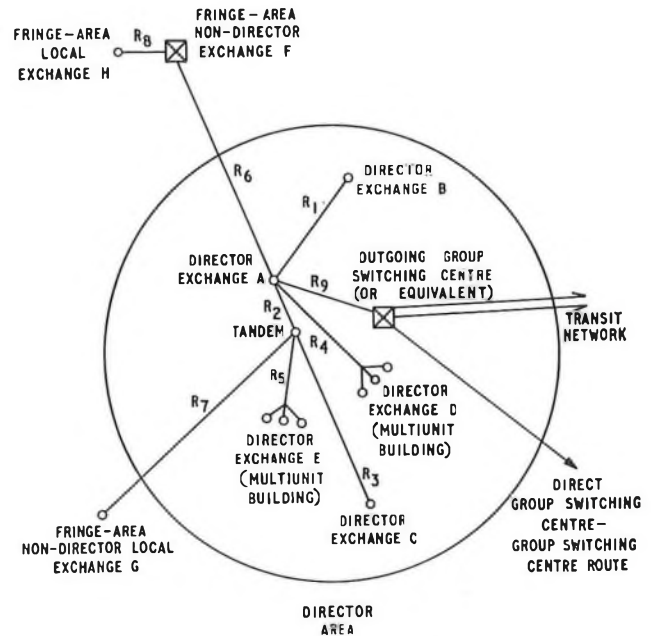 FRINGE-AREA
LOCAL
EXCHANGE H
R8
FRINGE-AREA
NON-DIRECTOR
EXCHANGE F
R6
DIRECTOR
EXCHANGE B
R1
DIRECTOR
EXCHANGE A
R9
OUTGOING GROUP
SWITCHING CENTRE
(OR EQUIVALENT)
TRANSIT
NETWORK
R2
TANDEM
R4
R5
R7
DIRECTOR
EXCHANGE D
(MULTIUNIT
BUILDING)
DIRECTOR
EXCHANGE E
(MULTIUNIT
BUILDING)
R3
DIRECTOR
EXCHANGE C
FRINGE-AREA
NON-DIRECTOR LOCAL
EXCHANGE G
DIRECT
GROUP SWITCHING
CENTRE-
GROUP SWITCHING
CENTRE ROUTE
DIRECTOR
AREA